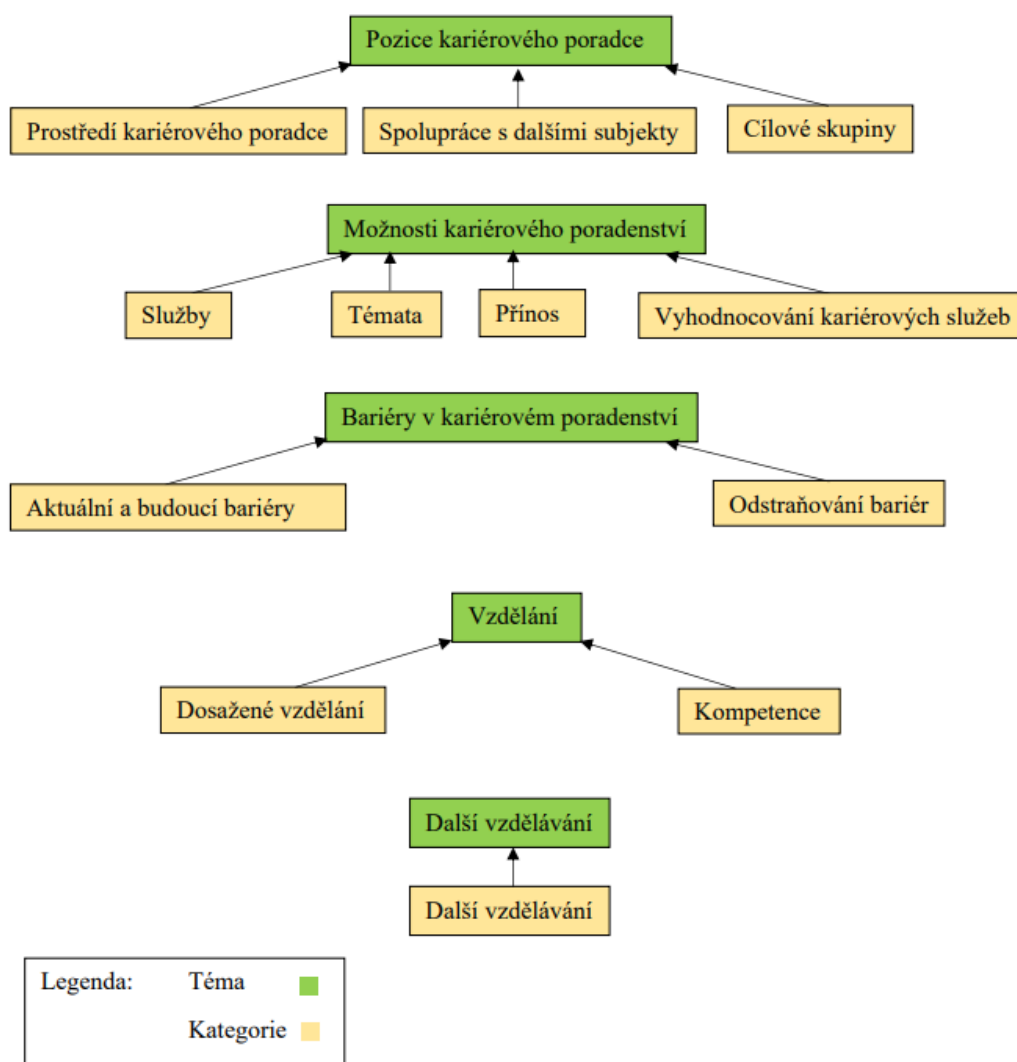 Pozice kariérového poradce
Prostředí kariérového poradce
Spolupráce s dalšími subjekty
Cílové skupiny
Možnosti kariérového poradenství
Služby
Témata
Přínos
Vyhodnocování kariérových služeb
Bariéry v kariérovém poradenství
Aktuální a budoucí bariéry
Odstraňování bariér
Vzdělání
Dosažené vzdělání
Kompetence
Další vzdělávání
Další vzdělávání
Legenda: Téma
Kategorie